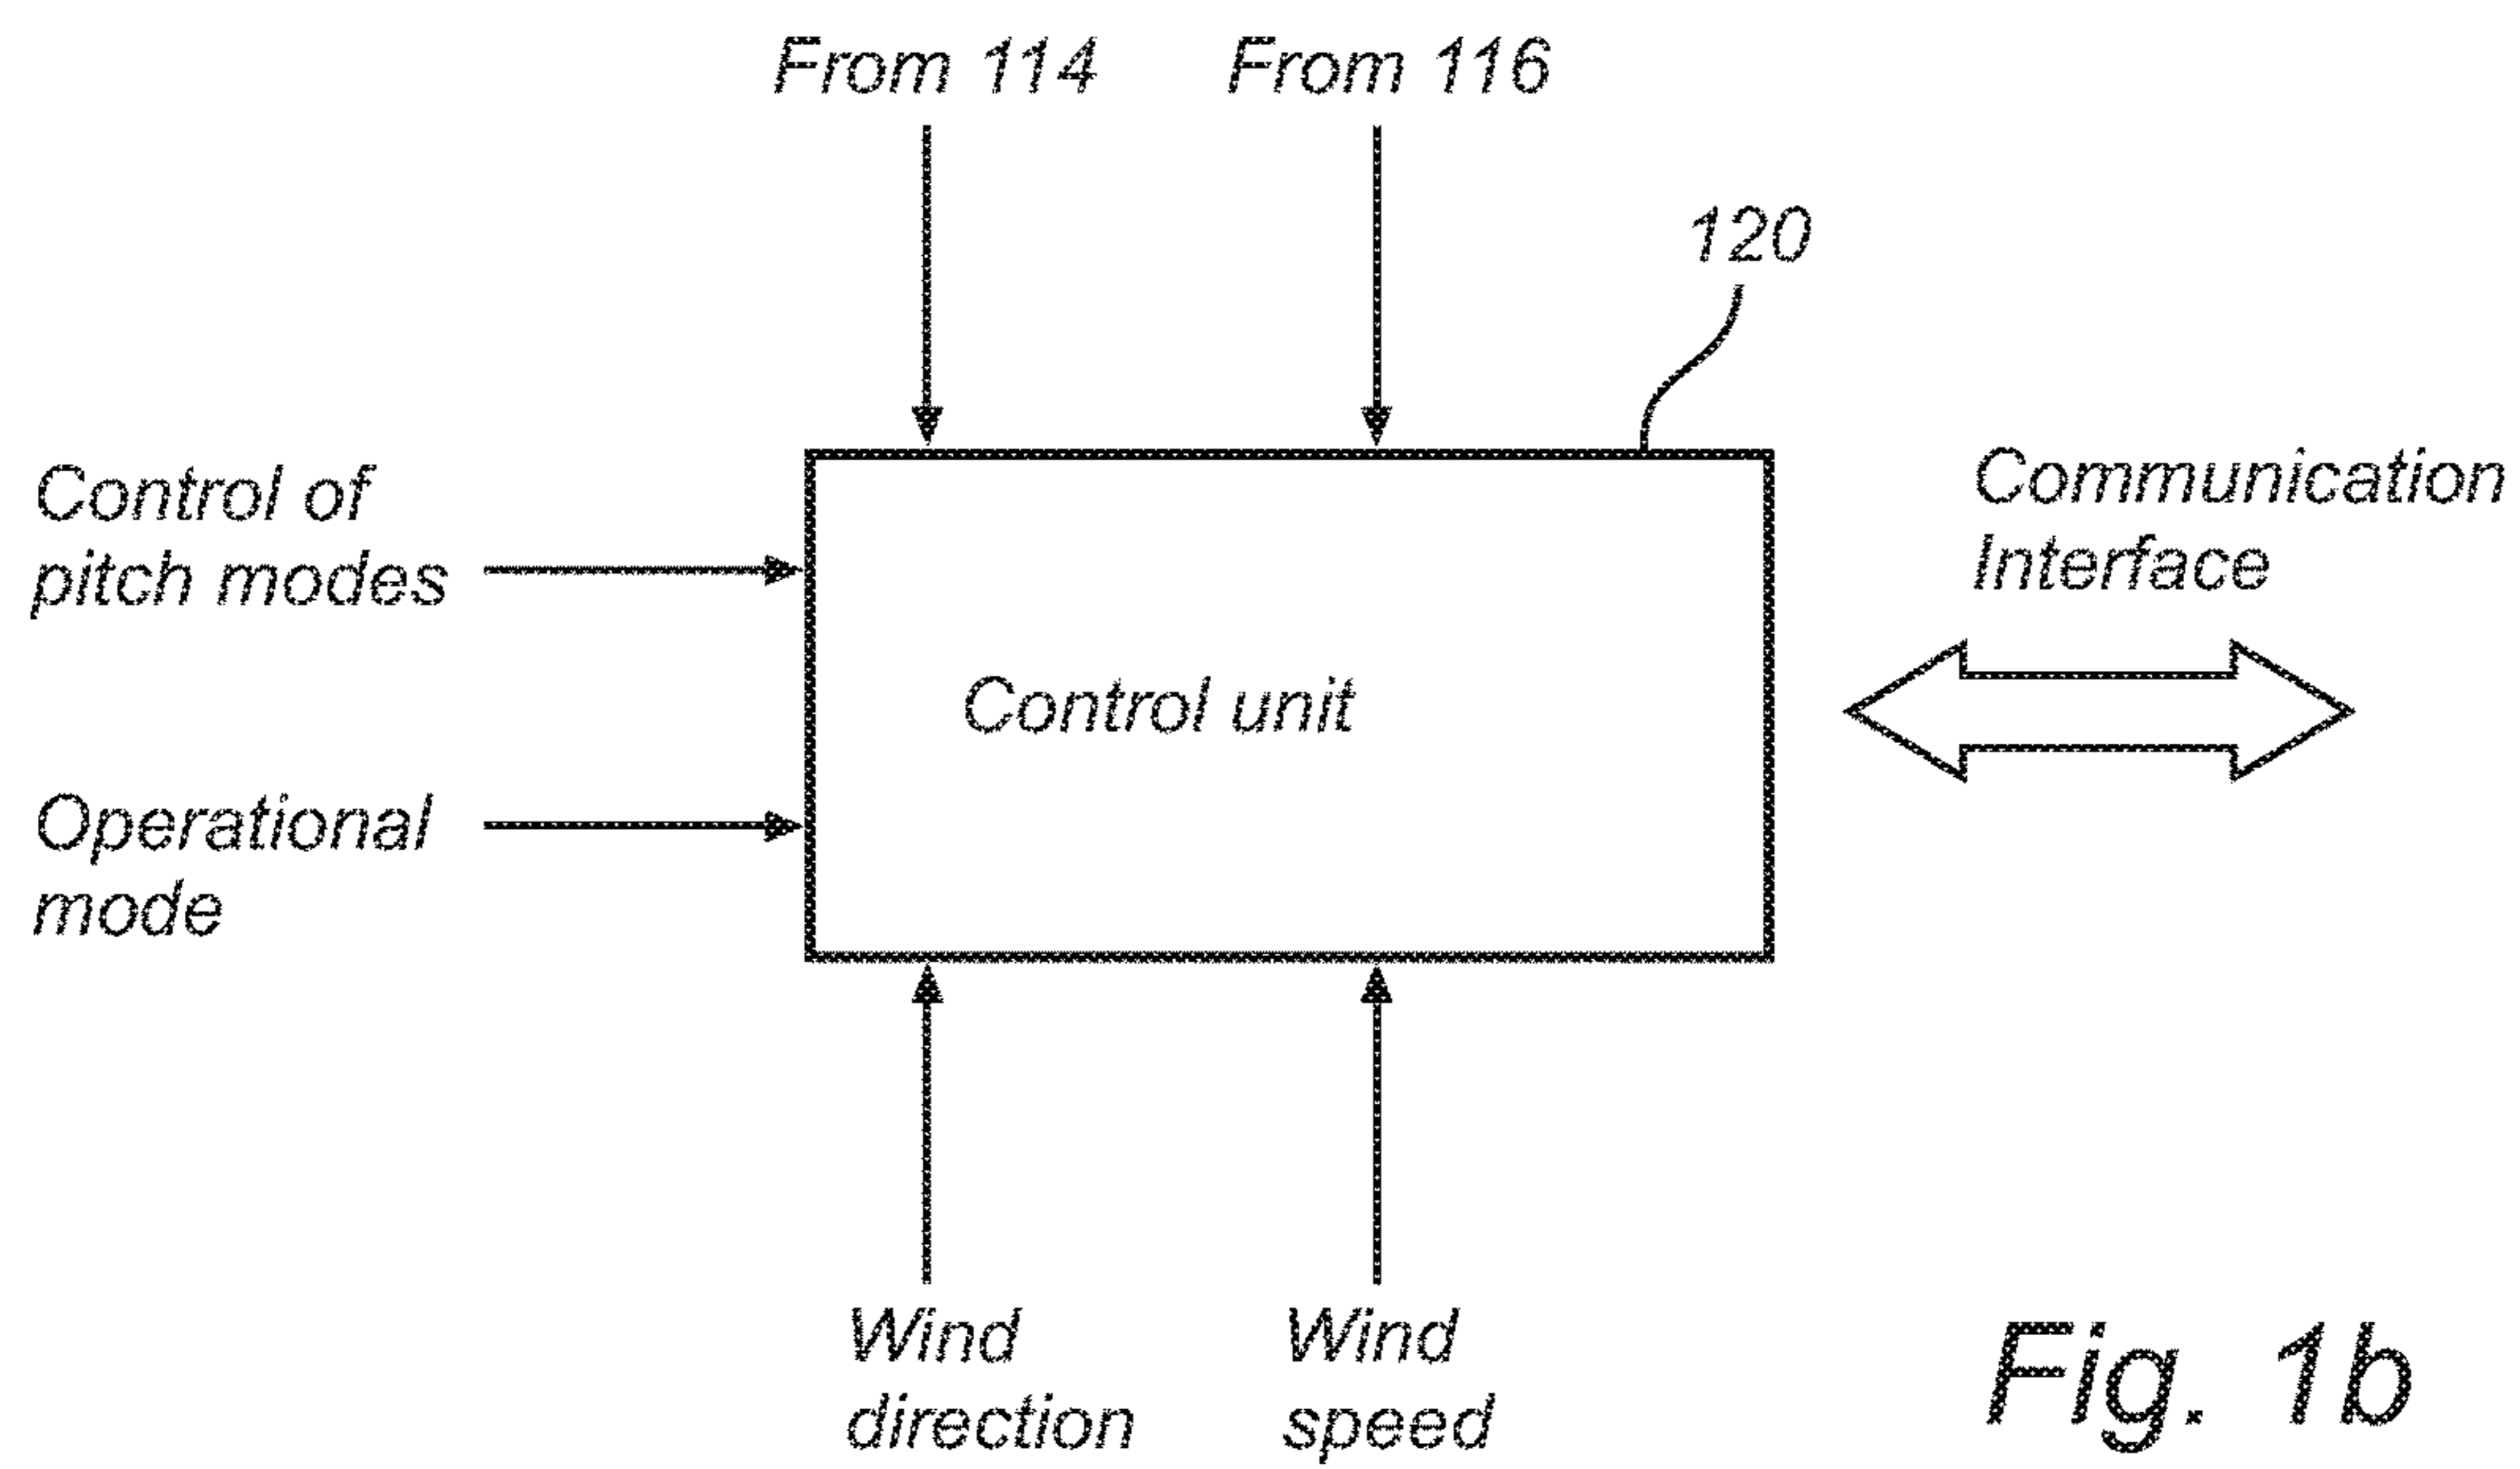 From 114
From 116
120
Control of
pitch modes
Communication
Interface
Control unit
Operational
mode
Wind
direction
Wind
speed
Fig. 1b